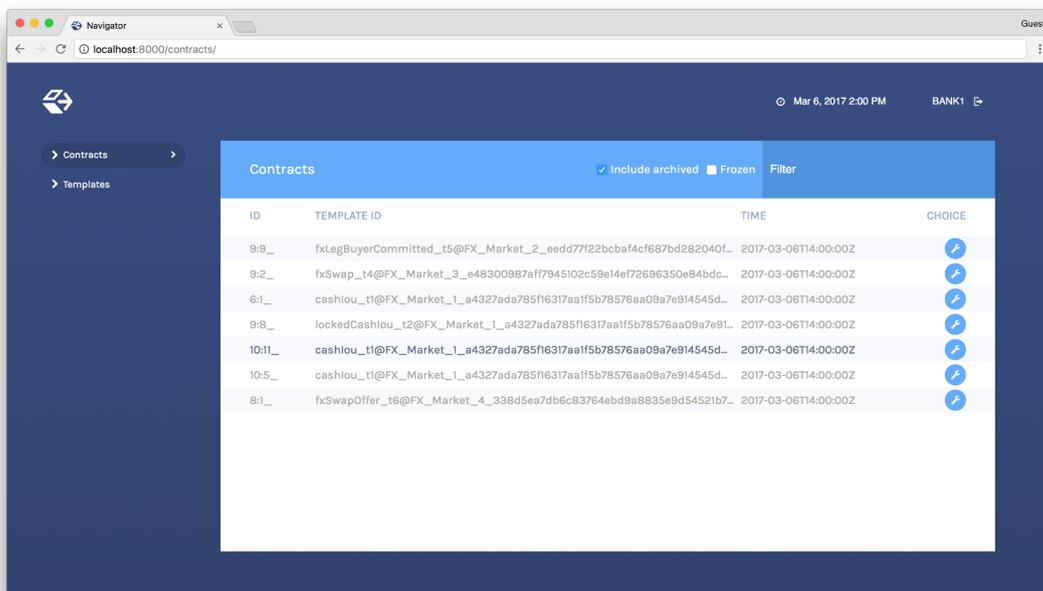 Navigator
Guest
localhost:8000/contracts/
Mar 6, 2017 2:00 PM BANK1
Contracts
Templates
Contracts Include archived Frozen Filter
ID TEMPLATE ID TIME CHOICE
9:9_ fxLegBuyerCommitted_t5@FX_Market_2_eedd77f22bcbaf4cf687bd282040f... 2017-03-06T14:00:00Z
9:2_ fxSwap_t4@FX_Market_3_e48300987aff7945102c59e14ef72696350e84bdc... 2017-03-06T14:00:00Z
6:1_ cashIou_t1@FX_Market_1_a4327ada785f16317aa1f5b78576aa09a7e914545d... 2017-03-06T14:00:00Z
9:8_ lockedCashIou_t2@FX_Market_1_a4327ada785f16317aa1f5b78576aa09a7e91... 2017-03-06T14:00:00Z
10:11_ cashIou_t1@FX_Market_1_a4327ada785f16317aa1f5b78576aa09a7e914545d... 2017-03-06T14:00:00Z
10:5_ cashIou_t1@FX_Market_1_a4327ada785f16317aa1f5b78576aa09a7e914545d... 2017-03-06T14:00:00Z
8:1_ fxSwapOffer_t6@FX_Market_4_338d5ea7db6c83764ebd9a8835e9d54521b7... 2017-03-06T14:00:00Z